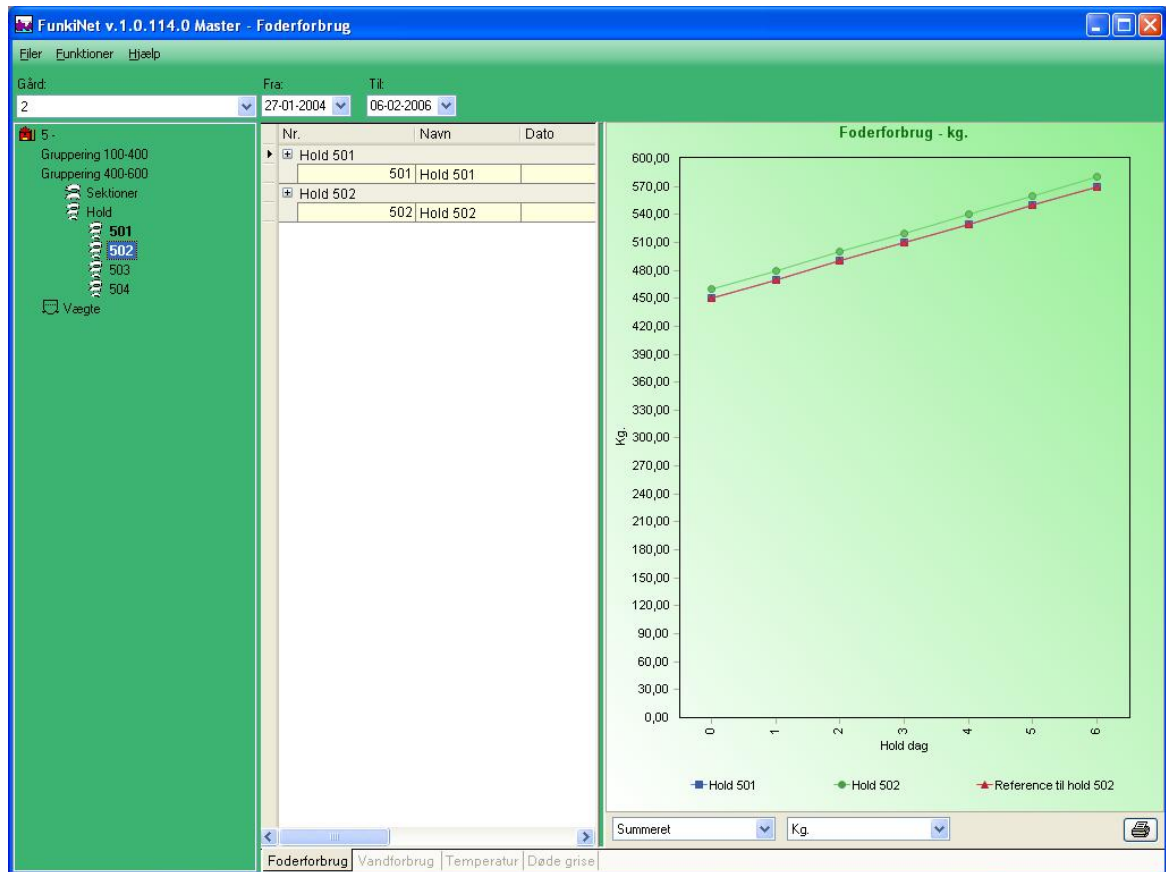 FunkiNet v.1.0.114.0 Master - Foderforbrug
Filer Funktioner Hjælp
Gård: Fra: Til:
2 27-01-2004 06-02-2006
5 -
Gruppering 100-400
Gruppering 400-600
Sektioner
Hold
501
502
503
504
Vægte
Nr. Navn Dato
Hold 501
501 Hold 501
Hold 502
502 Hold 502
Foderforbrug - kg.
600,00
570,00
540,00
510,00
480,00
450,00
420,00
390,00
360,00
330,00
300,00
270,00
240,00
210,00
180,00
150,00
120,00
90,00
60,00
30,00
0,00
Kg.
0 1 2 3 4 5 6
Hold dag
Hold 501 Hold 502 Reference til hold 502
Summeret Kg.
Foderforbrug Vandforbrug Temperatur Døde grise